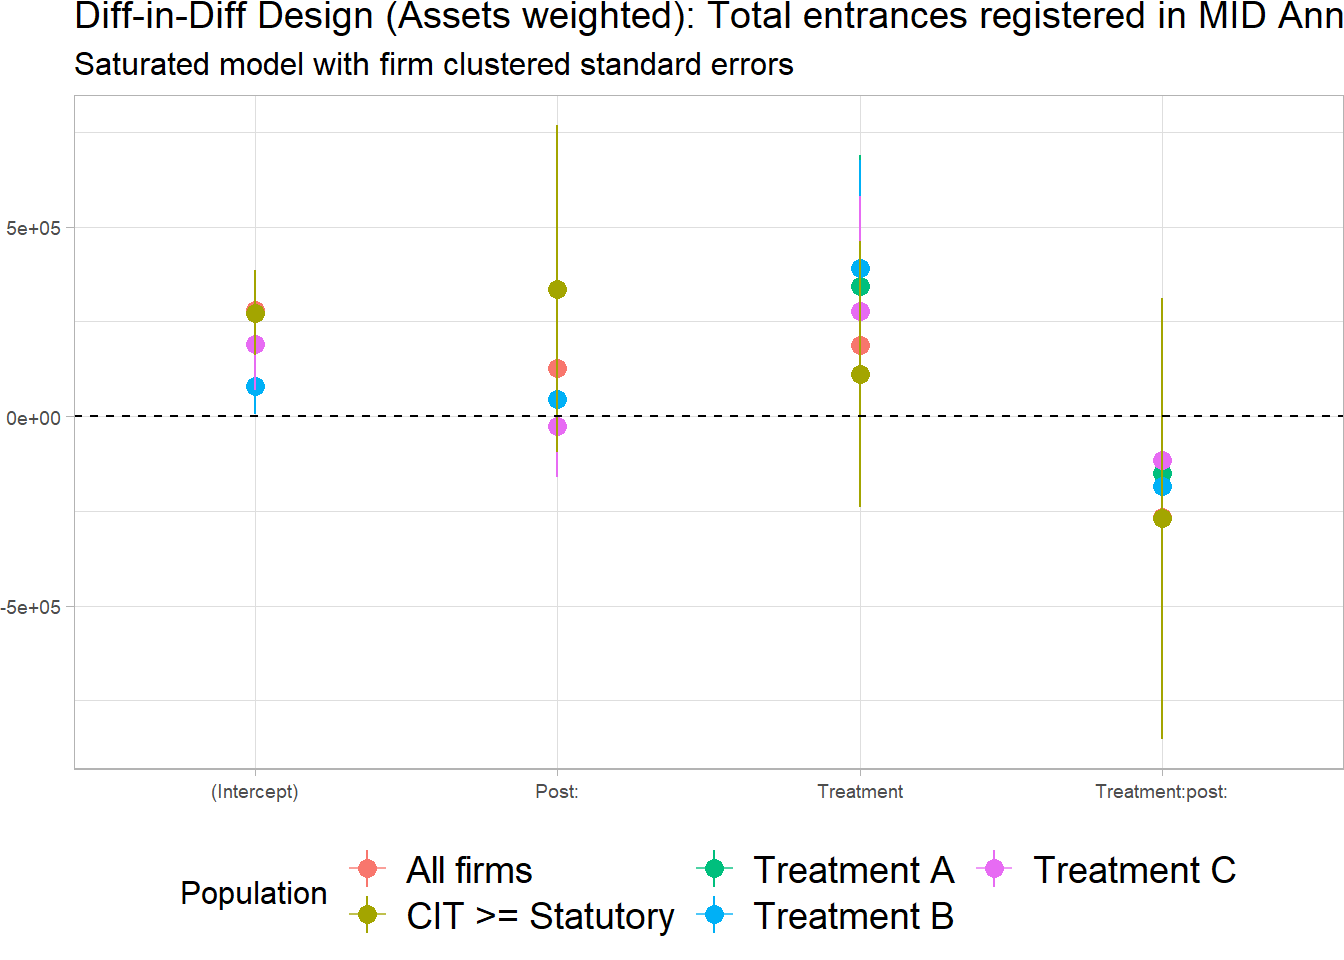 Diff-in-Diff Design (Assets weighted): Total entrances registered in MID Ann
Saturated model with firm clustered standard errors
5e+05
0e+00
-5e+05
(Intercept) Post: Treatment Treatment:post:
Population
All firms Treatment A Treatment C
CIT >= Statutory Treatment B